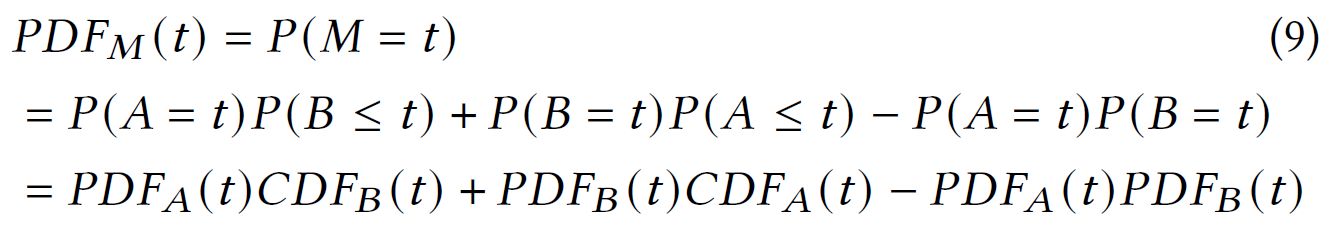 PDF_M(t) = P(M = t) (9)
= P(A = t)P(B ≤ t) + P(B = t)P(A ≤ t) − P(A = t)P(B = t)
= PDF_A(t)CDF_B(t) + PDF_B(t)CDF_A(t) − PDF_A(t)PDF_B(t)